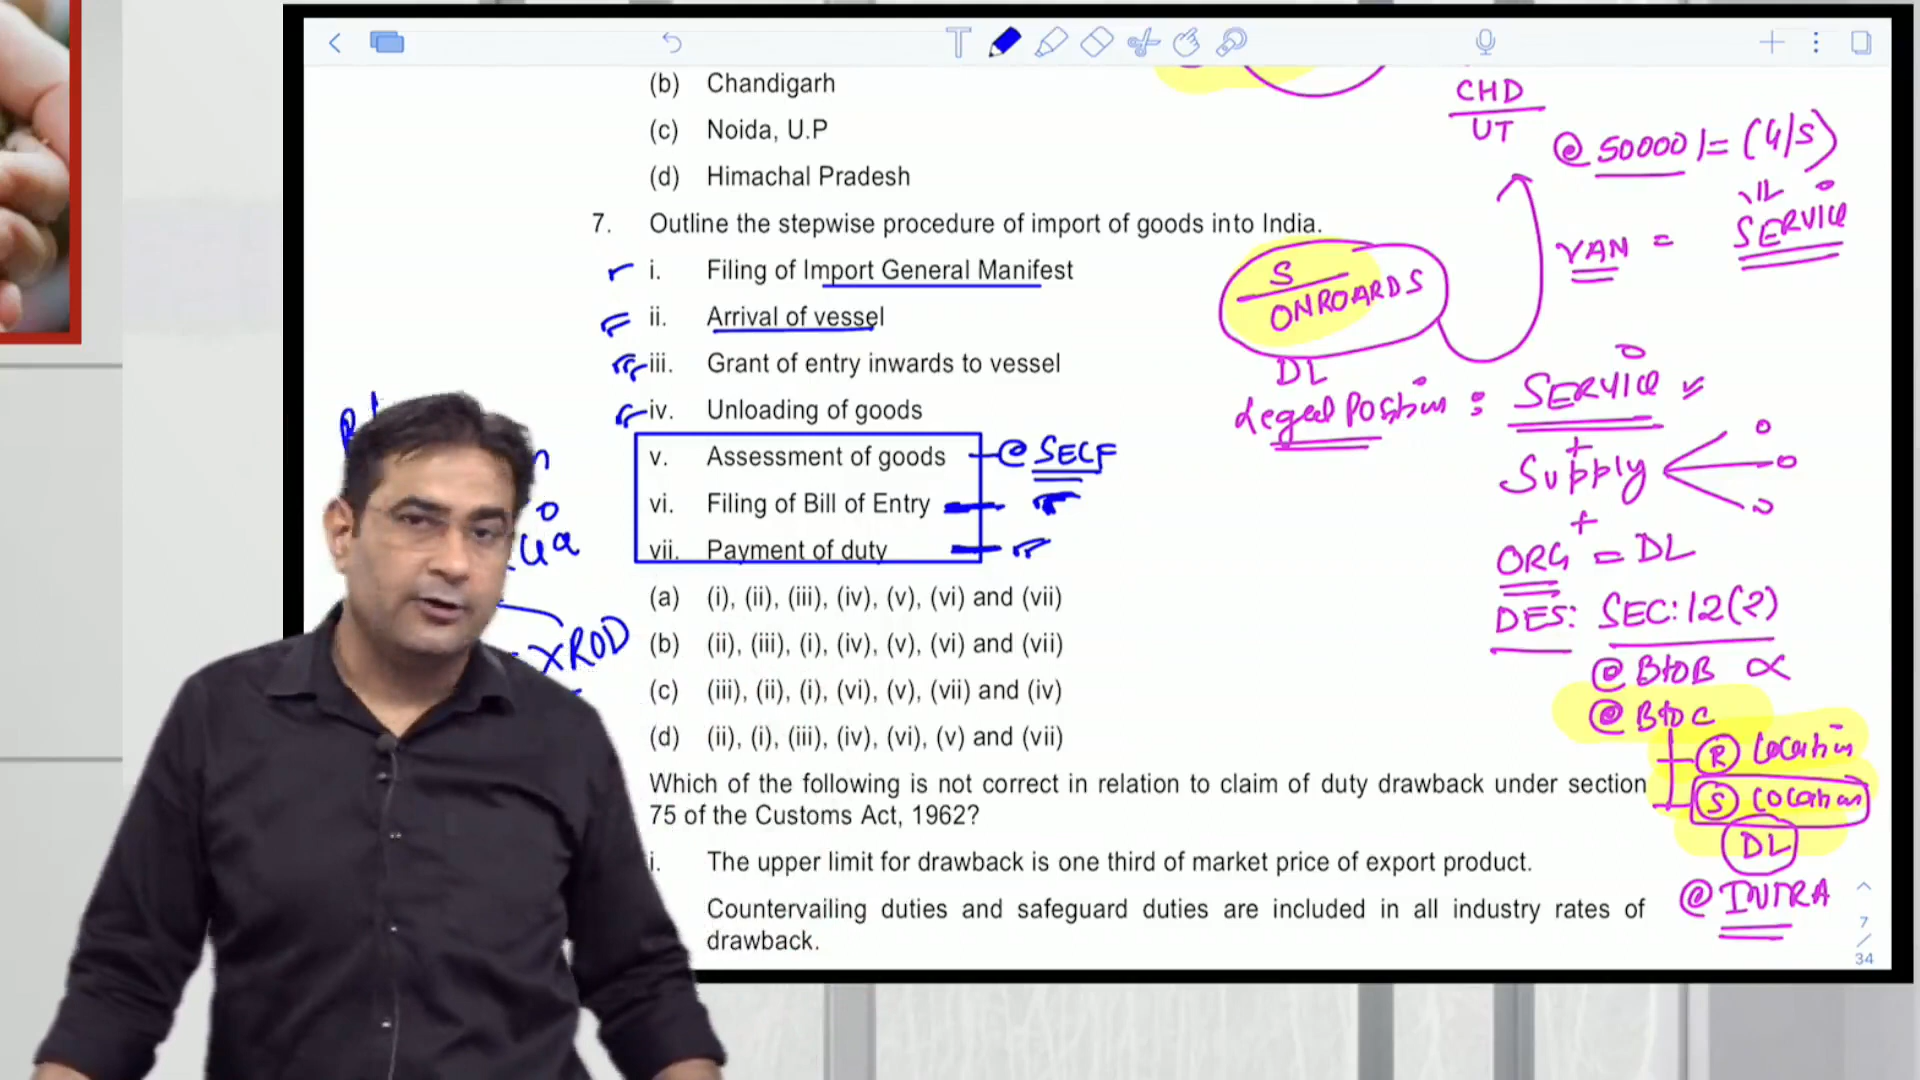 (b) Chandigarh
(c) Noida, U.P
(d) Himachal Pradesh
7. Outline the stepwise procedure of import of goods into India.
i. Filing of Import General Manifest
ii. Arrival of vessel
iii. Grant of entry inwards to vessel
iv. Unloading of goods
v. Assessment of goods @ SELF
vi. Filing of Bill of Entry
vii. Payment of duty
(a) (i), (ii), (iii), (iv), (v), (vi) and (vii)
(b) (ii), (iii), (i), (iv), (v), (vi) and (vii)
(c) (iii), (ii), (i), (vi), (v), (vii) and (iv)
(d) (ii), (i), (iii), (iv), (vi), (v) and (vii)
Which of the following is not correct in relation to claim of duty drawback under section
75 of the Customs Act, 1962?
i. The upper limit for drawback is one third of market price of export product.
Countervailing duties and safeguard duties are included in all industry rates of
drawback.
CHD
UT
@ 50000/= (4/5)
VAN = SERVICE
S
ONBOARDS
DL
Legal Position : SERVICE
+
Supply
+
ORG = DL
DES: SEC:12(2)
@ BtoB
@ BtoC
R Location
S Location
DL
@ INTRA
7
/
34